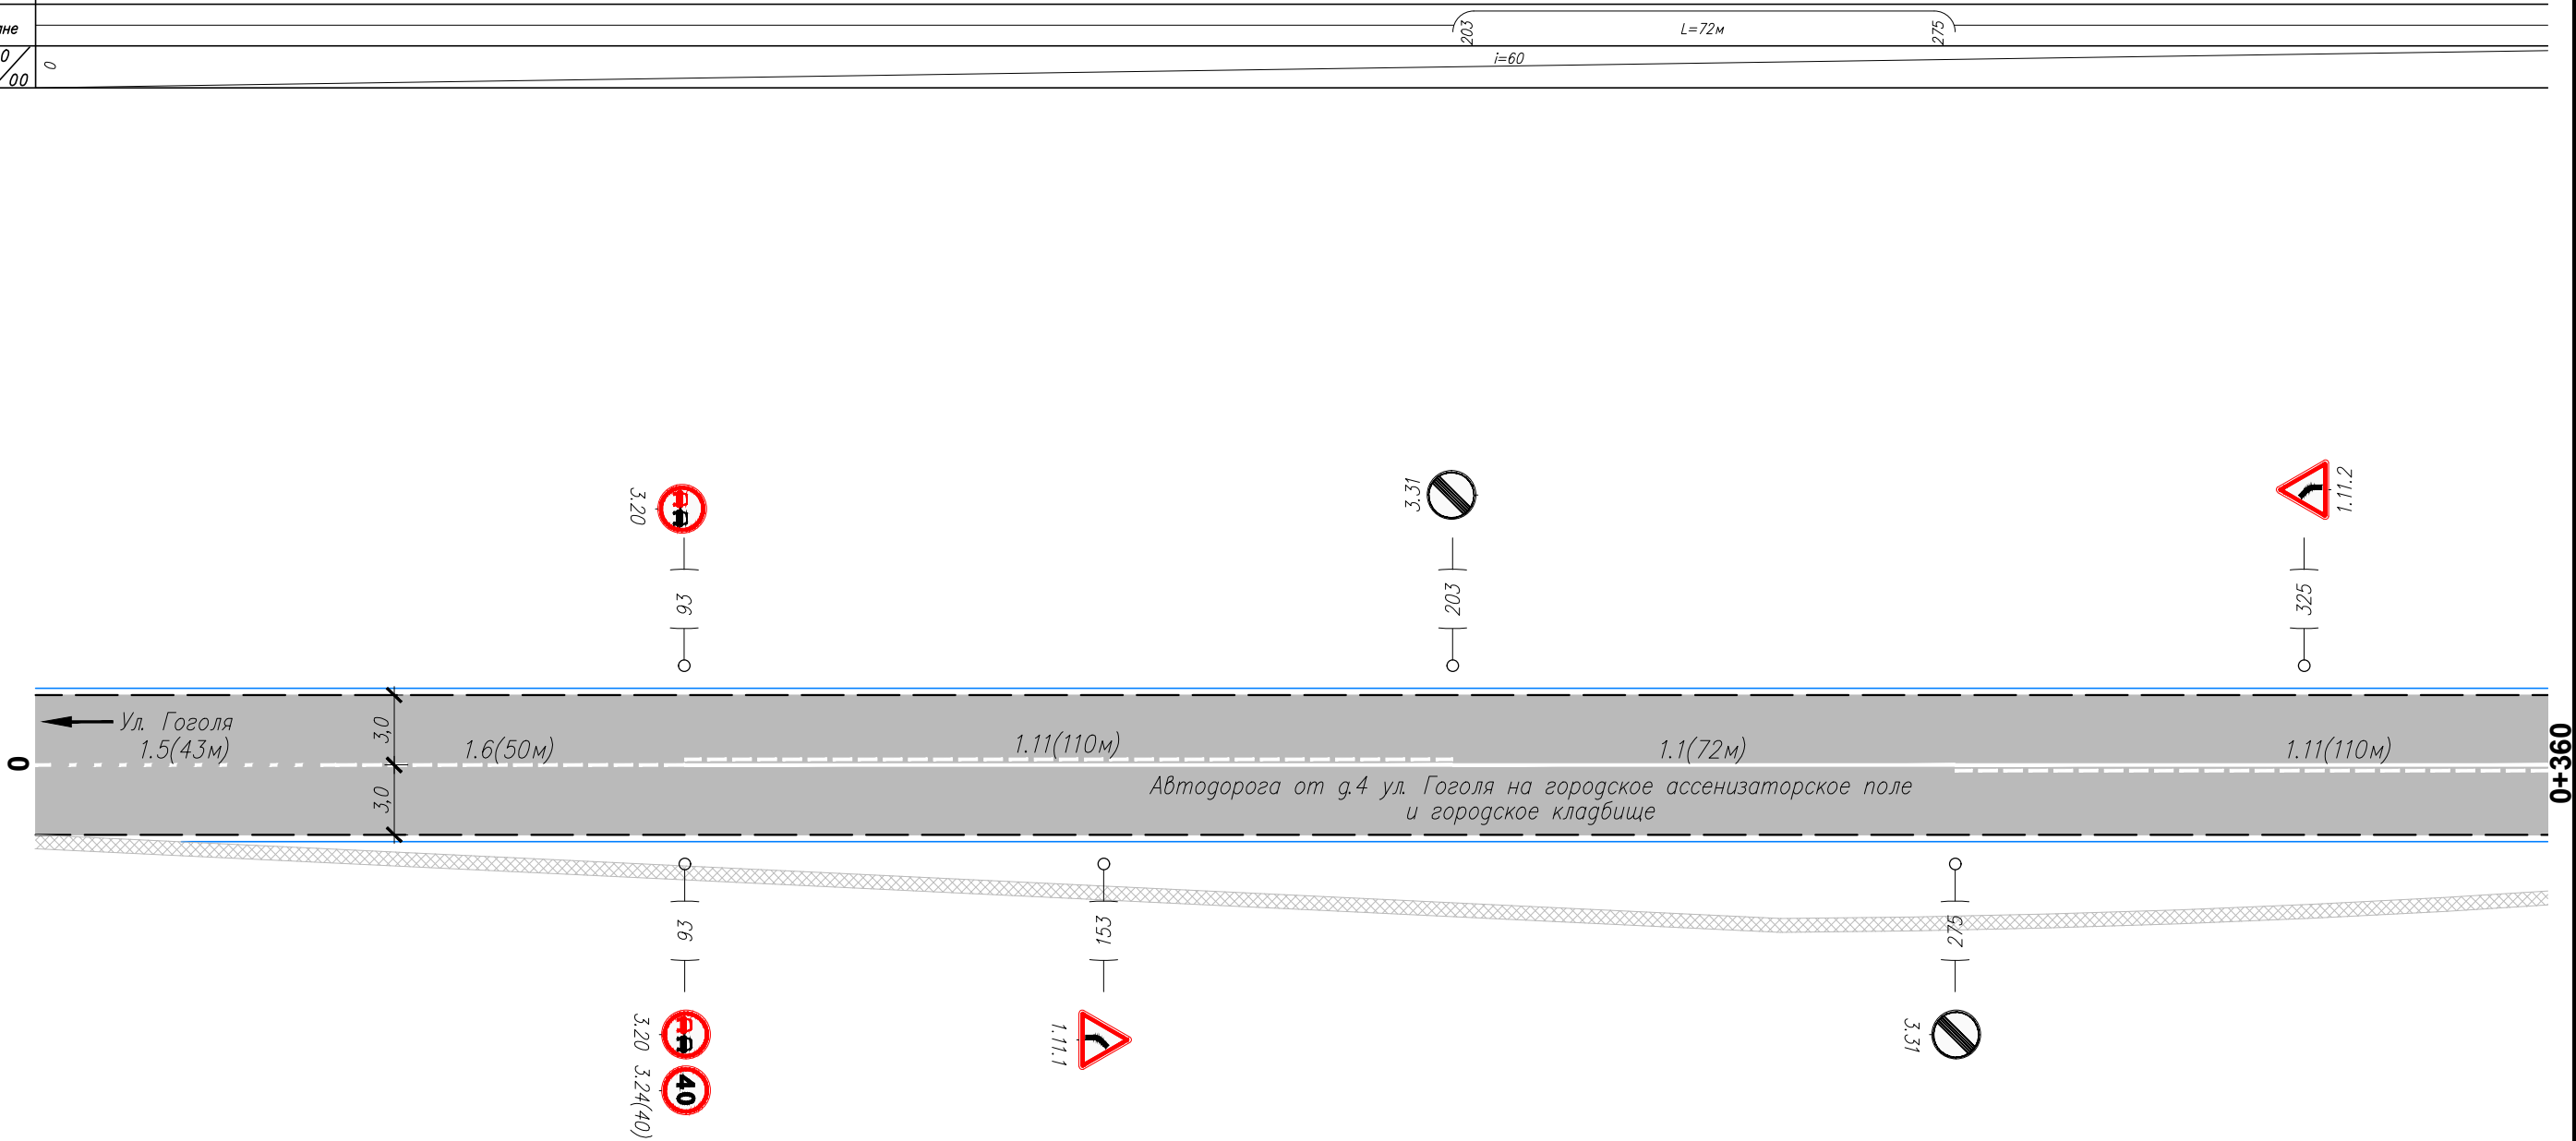 ане
203
L=72м
275
0
00
0
i=60
3.20
3.31
1.11.2
93
203
325
Ул. Гоголя
1.5(43м)
3,0
1.6(50м)
1.11(110м)
1.1(72м)
1.11(110м)
0
3,0
Автодорога от д.4 ул. Гоголя на городское ассенизаторское поле
и городское кладбище
0+360
93
153
275
3.20
3.24(40)
40
1.11.1
3.31